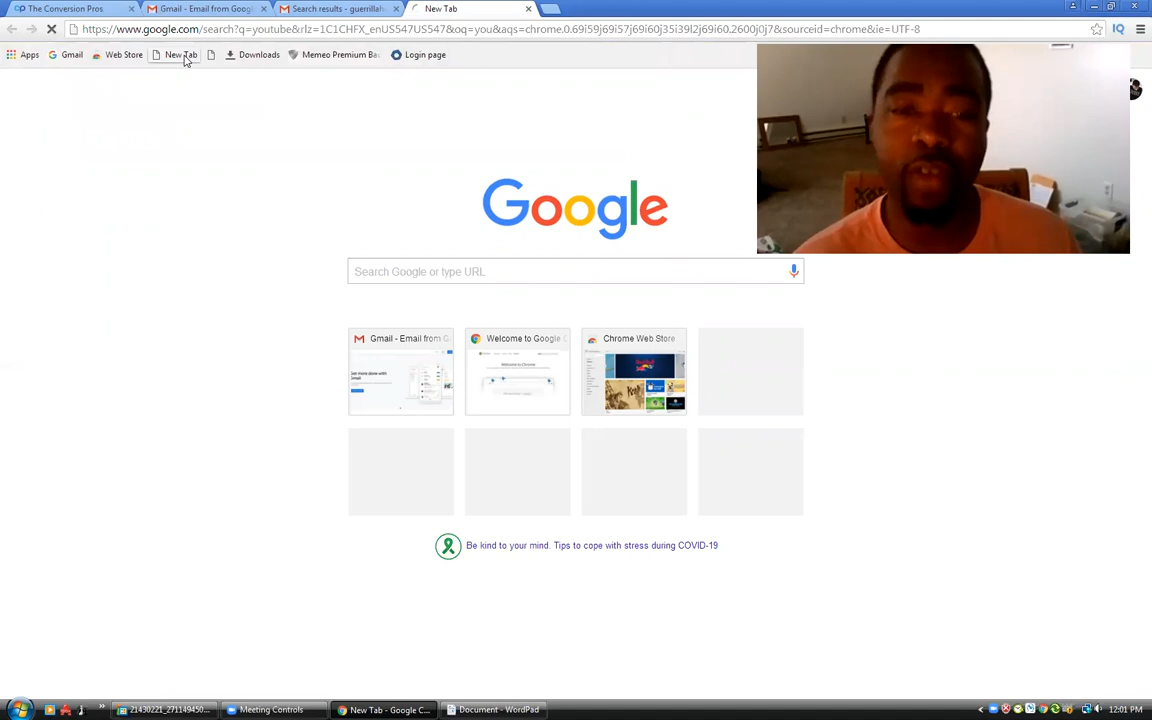 The Conversion Pros
Gmail - Email from Googl
Search results - guerrillah
New Tab
https://www.google.com/search?q=youtube&rlz=1C1CHFX_enUS547US547&oq=you&aqs=chrome.0.69i59j69i57j69i60j35i39l2j69i60.2600j0j7&sourceid=chrome&ie=UTF-8
Apps
Gmail
Web Store
New Tab
Downloads
Memeo Premium Ba
Login page
Google
Search Google or type URL
Gmail - Email from G
Welcome to Google C
Chrome Web Store
Be kind to your mind. Tips to cope with stress during COVID-19
21430221_271149450...
Meeting Controls
New Tab - Google C...
Document - WordPad
12:01 PM